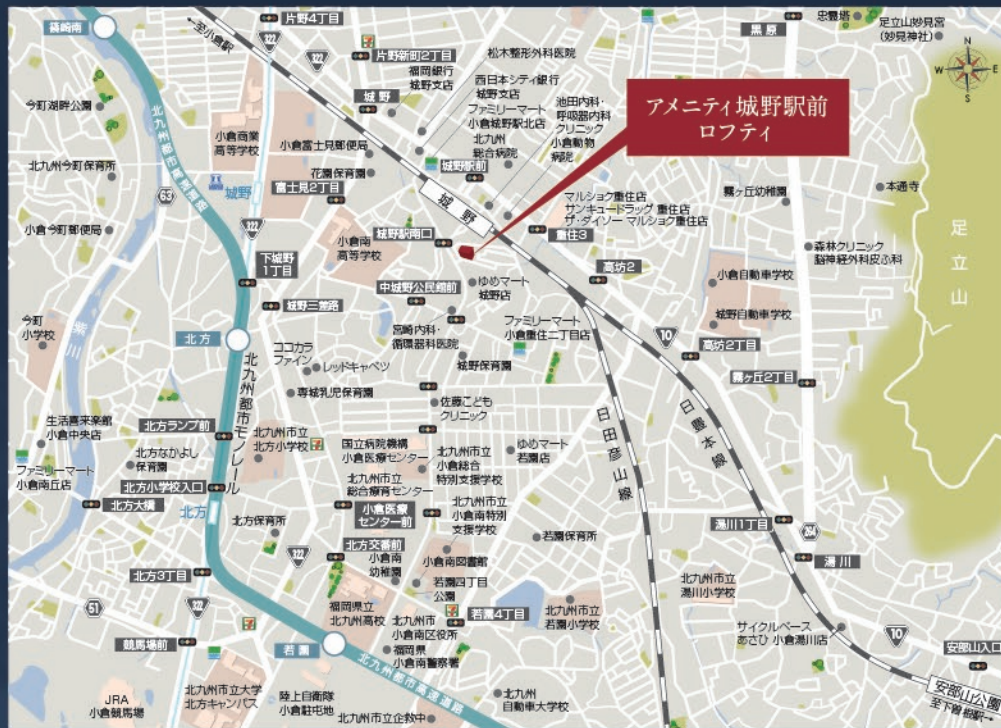 篠崎南
←至小倉駅
片野4丁目
322
322
片野新町2丁目
福岡銀行
城野支店
城野
松木整形外科医院
西日本シティ銀行
城野支店
ファミリーマート
小倉城野駅北店
北九州
総合病院
池田内科・
呼吸器内科
クリニック
小倉動物
病院
黒原
忠霊塔
足立山妙見宮
(妙見神社)
N
W
E
S
アメニティ城野駅前
ロフティ
今町湖畔公園
北九州都市高速道路
小倉商業
高等学校
小倉富士見郵便局
花園保育園
城野駅前
北九州今町保育所
63
城野
富士見2丁目
城野
マルショク重住店
サンキュードラッグ 重住店
ザ・ダイソー マルショク重住店
霧ヶ丘幼稚園
本通寺
小倉今町郵便局
322
小倉南
高等学校
城野駅南口
重住3
森林クリニック
脳神経外科皮ふ科
足立山
下城野
1丁目
中城野公民館前
ゆめマート
城野店
高坊2
小倉自動車学校
城野三差路
今町
小学校
紫川
北方
宮崎内科・
循環器科医院
ファミリーマート
小倉重住二丁目店
城野自動車学校
10
高坊2丁目
ココカラ
ファイン
レッドキャベツ
城野保育園
霧ヶ丘2丁目
北九州都市モノレール
専城乳児保育園
佐藤こども
クリニック
日田彦山線
日豊本線
生活喜来楽館
小倉中央店
北方ランプ前
北九州市立
北方小学校
国立病院機構
小倉医療センター
ゆめマート
若園店
ファミリーマート
小倉南丘店
北方なかよし
保育園
北九州市立
総合療育センター
北九州市立
小倉総合
特別支援学校
北方小学校入口
北方大橋
小倉医療
センター前
北九州市立
小倉南特別
支援学校
北方
湯川1丁目
264
北方保育所
若園保育所
322
北方交番前
湯川
北方3丁目
小倉南
幼稚園
小倉南図書館
若園四丁目
公園
北九州市立
湯川小学校
51
322
福岡県立
北九州高校
若園4丁目
北九州市立
若園小学校
競馬場前
若園
北九州市
小倉南区役所
福岡県
小倉南警察署
サイクルベース
あさひ 小倉湯川店
10
安部山入口
北九州都市高速道路
JRA
小倉競馬場
北九州市立大学
北方キャンパス
陸上自衛隊
小倉駐屯地
北九州市立企救中
北九州
自動車大学校
安部山公園
至下曽根駅